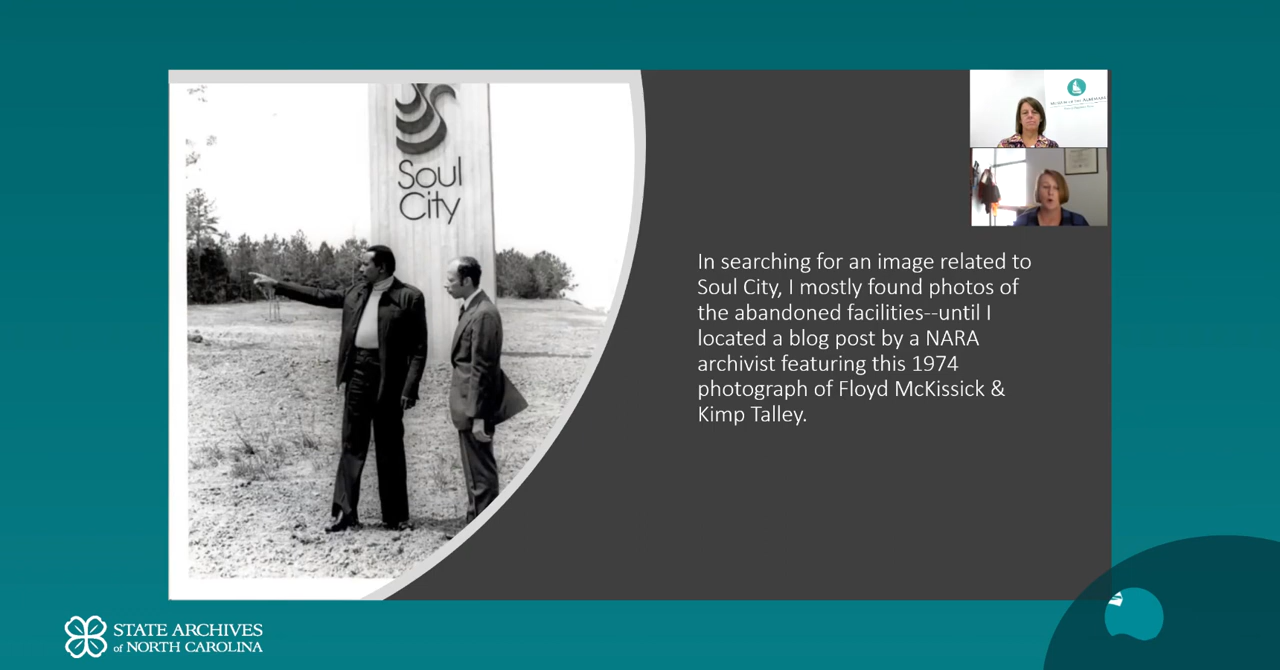 Soul
City
In searching for an image related to
Soul City, I mostly found photos of
the abandoned facilities--until I
located a blog post by a NARA
archivist featuring this 1974
photograph of Floyd McKissick &
Kimp Talley.
STATE ARCHIVES
of NORTH CAROLINA